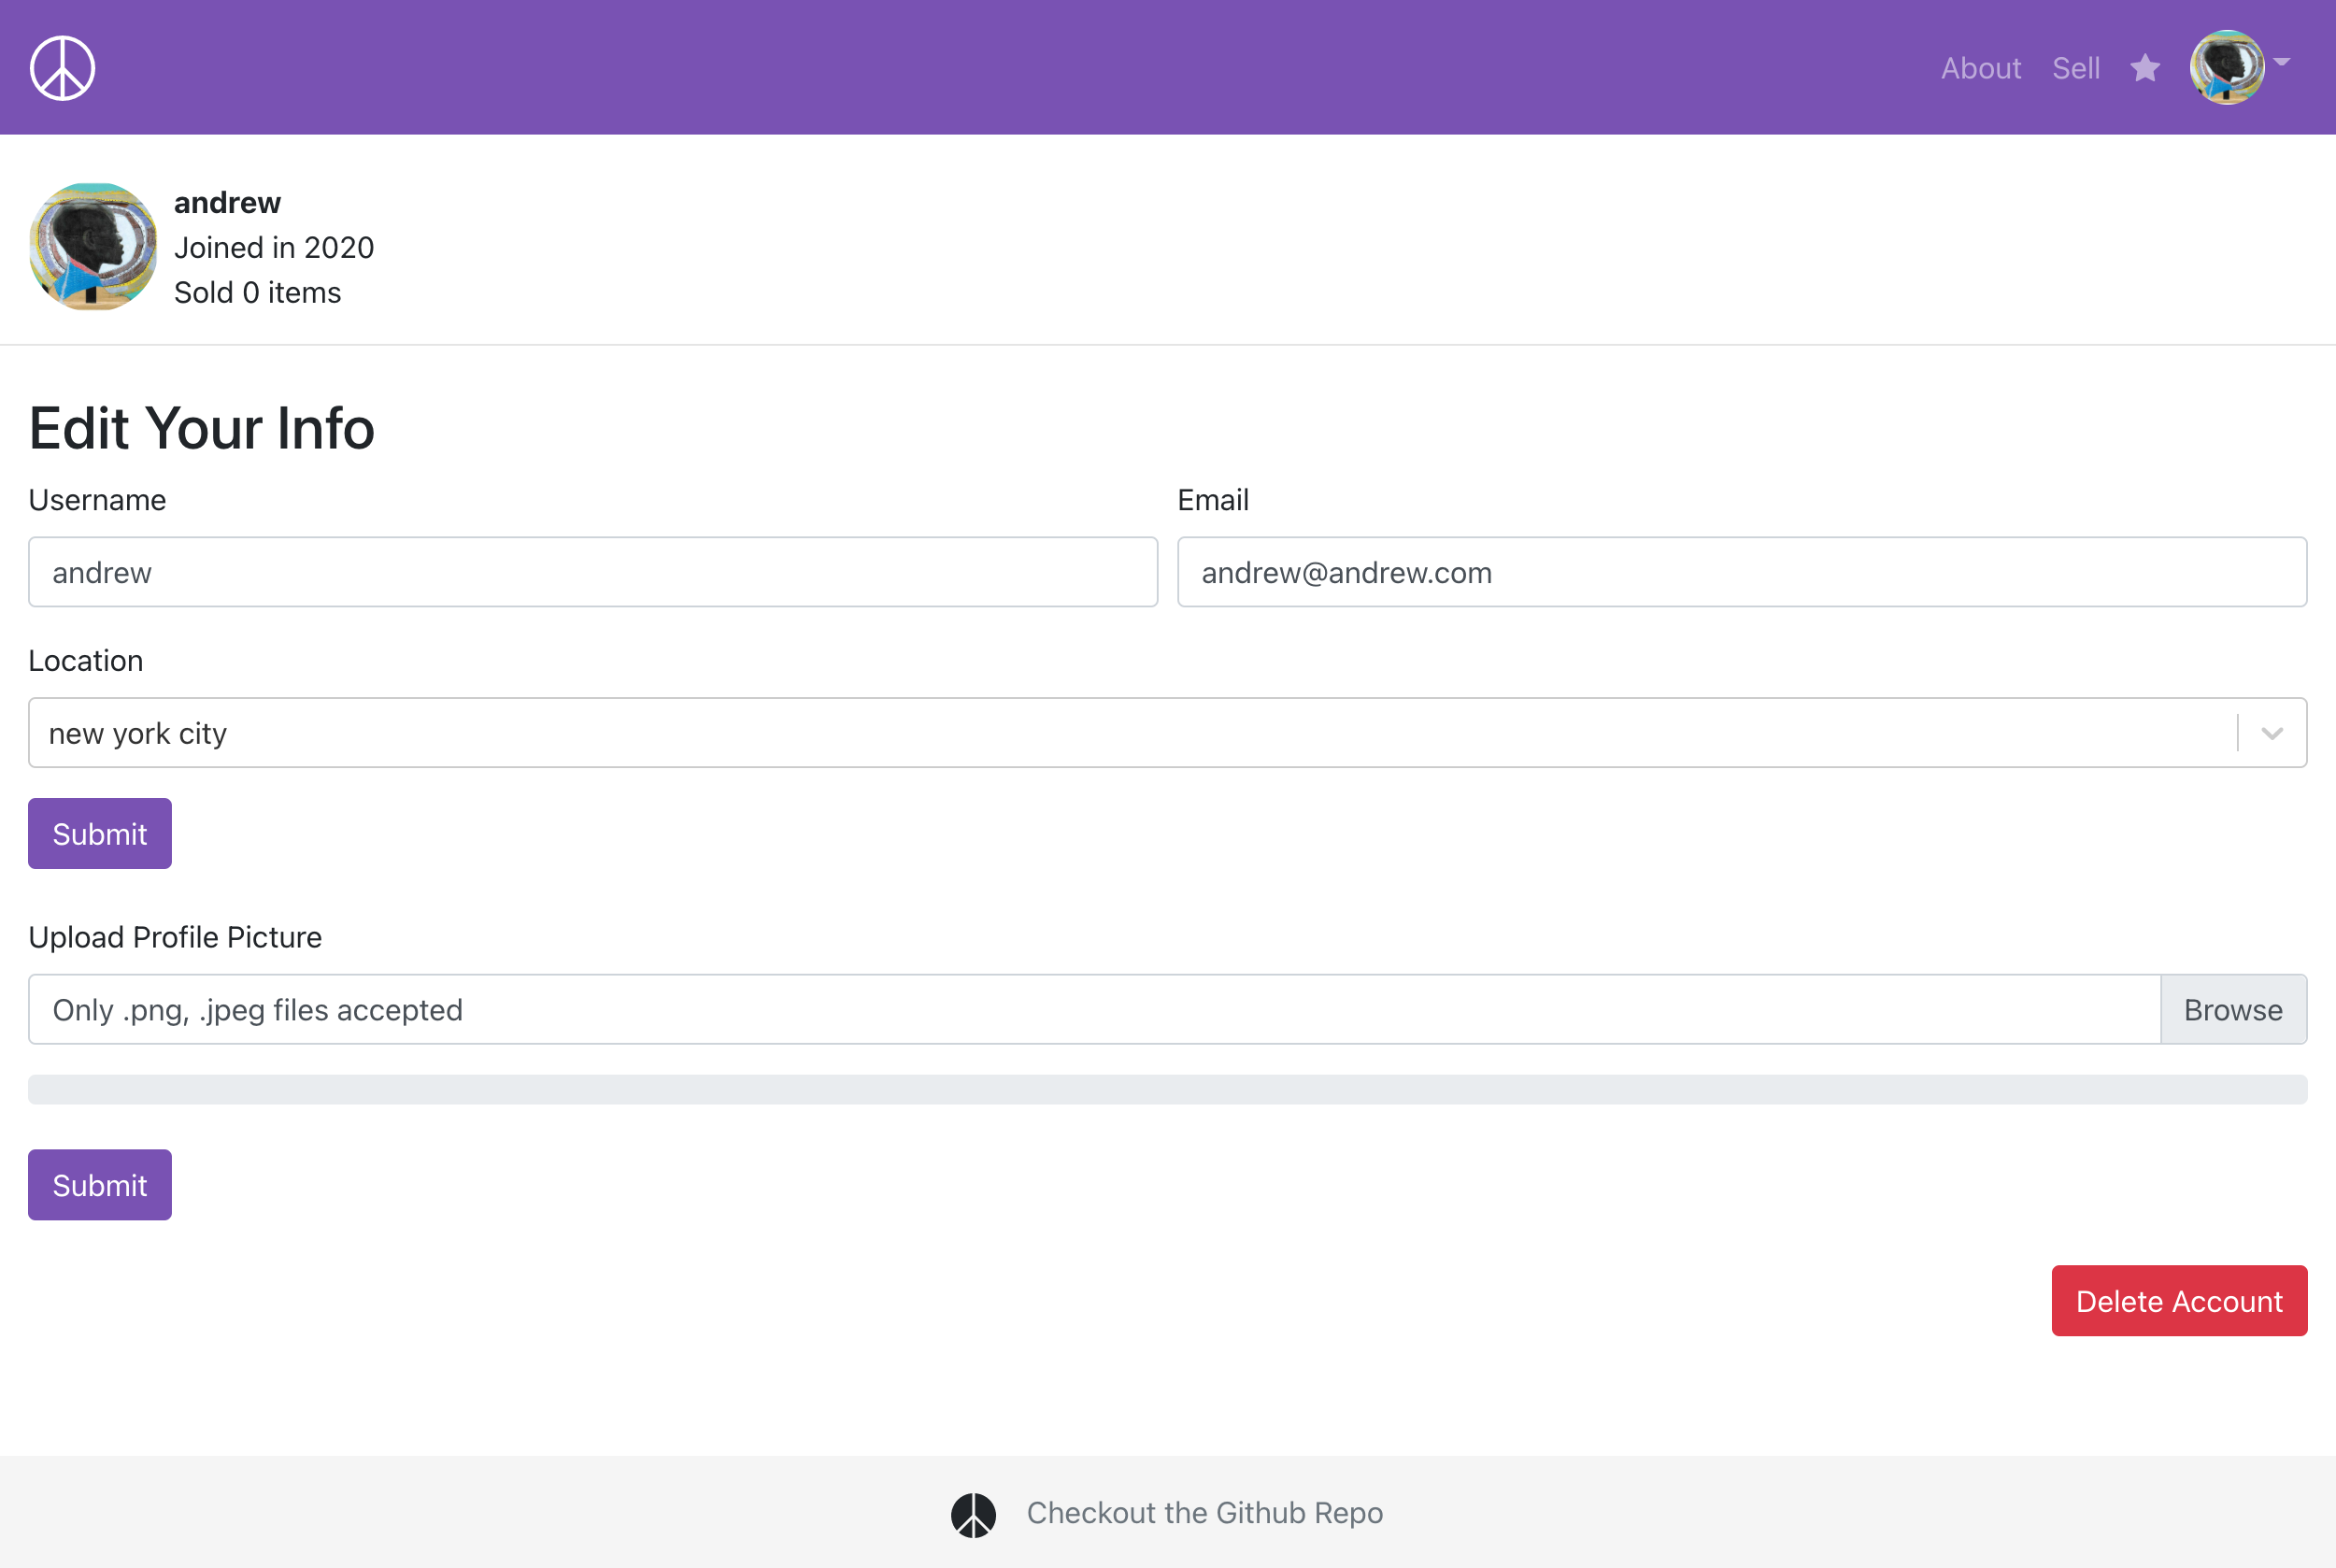 About Sell
andrew
Joined in 2020
Sold 0 items
Edit Your Info
Username
Email
andrew
andrew@andrew.com
Location
new york city
Submit
Upload Profile Picture
Only .png, .jpeg files accepted
Browse
Submit
Delete Account
Checkout the Github Repo